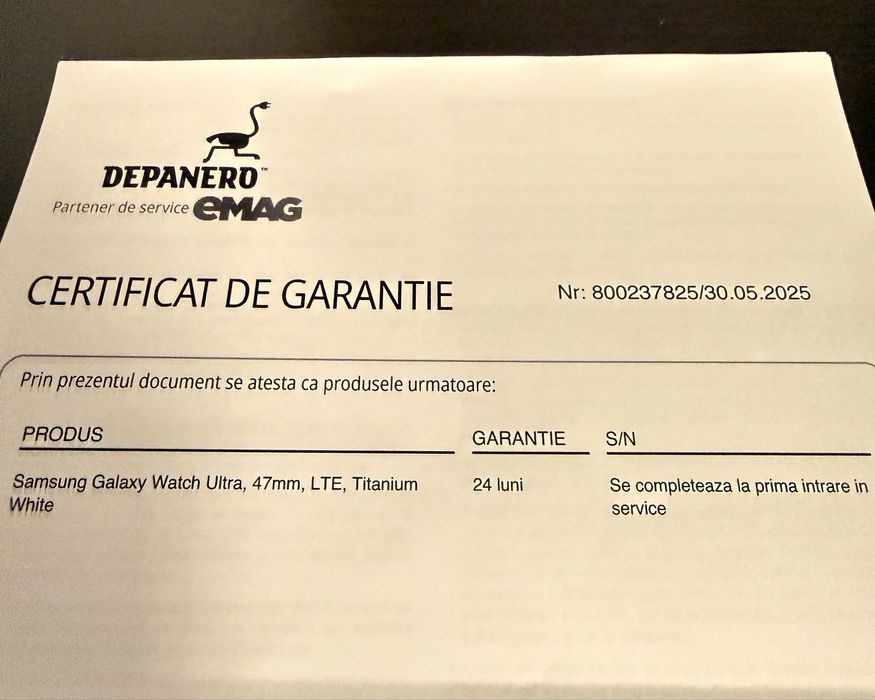 DEPANERO™
Partener de service eMAG
CERTIFICAT DE GARANTIE
Nr: 800237825/30.05.2025
Prin prezentul document se atesta ca produsele urmatoare:
PRODUS GARANTIE S/N
Samsung Galaxy Watch Ultra, 47mm, LTE, Titanium 24 luni Se completeaza la prima intrare in
White service